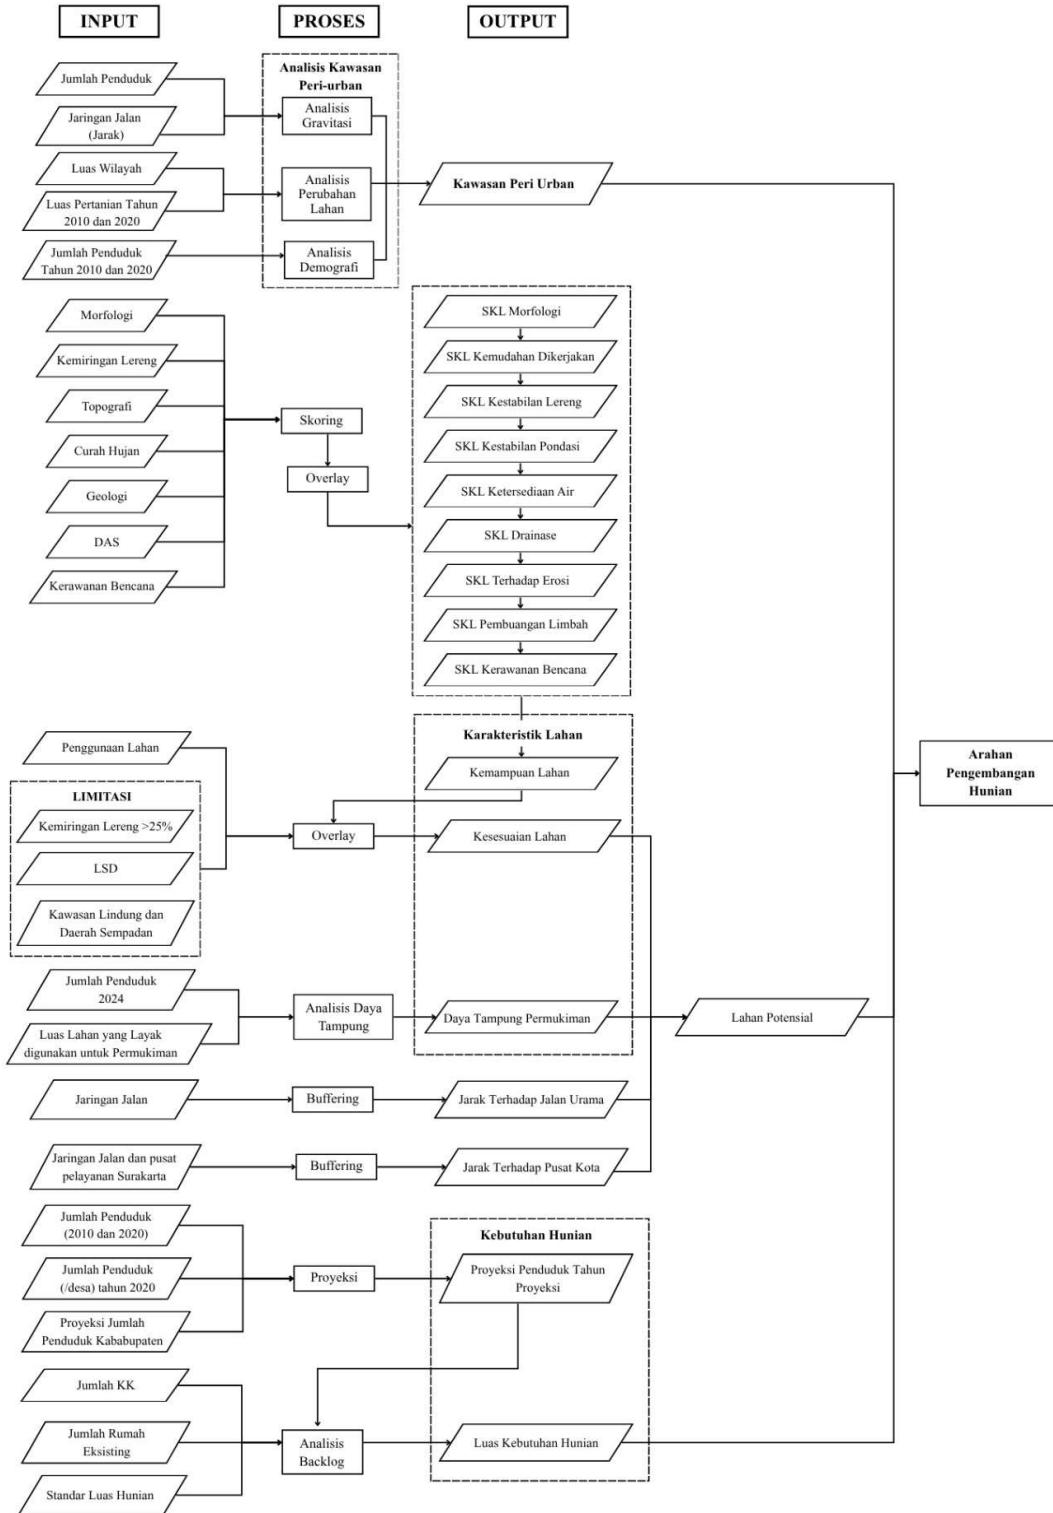 INPUT
PROSES
OUTPUT
Analisis Kawasan
Peri-urban
Jumlah Penduduk
Jaringan Jalan
(Jarak)
Analisis
Gravitasi
Luas Wilayah
Luas Pertanian Tahun
2010 dan 2020
Analisis
Perubahan
Lahan
Kawasan Peri Urban
Jumlah Penduduk
Tahun 2010 dan 2020
Analisis
Demografi
Morfologi
Kemiringan Lereng
Topografi
Curah Hujan
Geologi
DAS
Kerawanan Bencana
Skoring
Overlay
SKL Morfologi
SKL Kemudahan Dikerjakan
SKL Kestabilan Lereng
SKL Kestabilan Pondasi
SKL Ketersediaan Air
SKL Drainase
SKL Terhadap Erosi
SKL Pembuangan Limbah
SKL Kerawanan Bencana
Karakteristik Lahan
Penggunaan Lahan
Kemampuan Lahan
LIMITASI
Kemiringan Lereng >25%
LSD
Kawasan Lindung dan
Daerah Sempadan
Overlay
Kesesuaian Lahan
Arahan
Pengembangan
Hunian
Jumlah Penduduk
2024
Luas Lahan yang Layak
digunakan untuk Permukiman
Analisis Daya
Tampung
Daya Tampung Permukiman
Lahan Potensial
Jaringan Jalan
Buffering
Jarak Terhadap Jalan Urama
Jaringan Jalan dan pusat
pelayanan Surakarta
Buffering
Jarak Terhadap Pusat Kota
Jumlah Penduduk
(2010 dan 2020)
Jumlah Penduduk
(/desa) tahun 2020
Proyeksi Jumlah
Penduduk Kababupaten
Proyeksi
Kebutuhan Hunian
Proyeksi Penduduk Tahun
Proyeksi
Jumlah KK
Jumlah Rumah
Eksisting
Standar Luas Hunian
Analisis
Backlog
Luas Kebutuhan Hunian